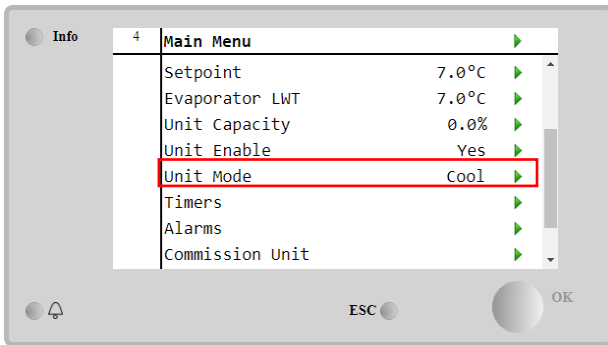 Info
4 Main Menu
Setpoint 7.0°C
Evaporator LWT 7.0°C
Unit Capacity 0.0%
Unit Enable Yes
Unit Mode Cool
Timers
Alarms
Commission Unit
ESC
OK